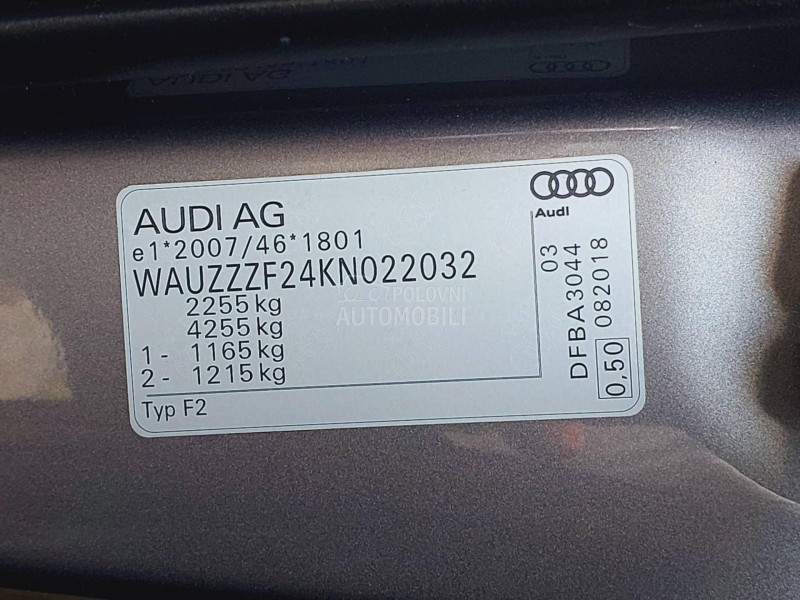 AUDI AG
e1*2007/46*1801
WAUZZZF24KN022032
2255 kg
4255 kg
1 - 1165 kg
2 - 1215 kg
Typ F2
Audi
03
DFBA3044 082018
0,50
POLOVNI
AUTOMOBILI